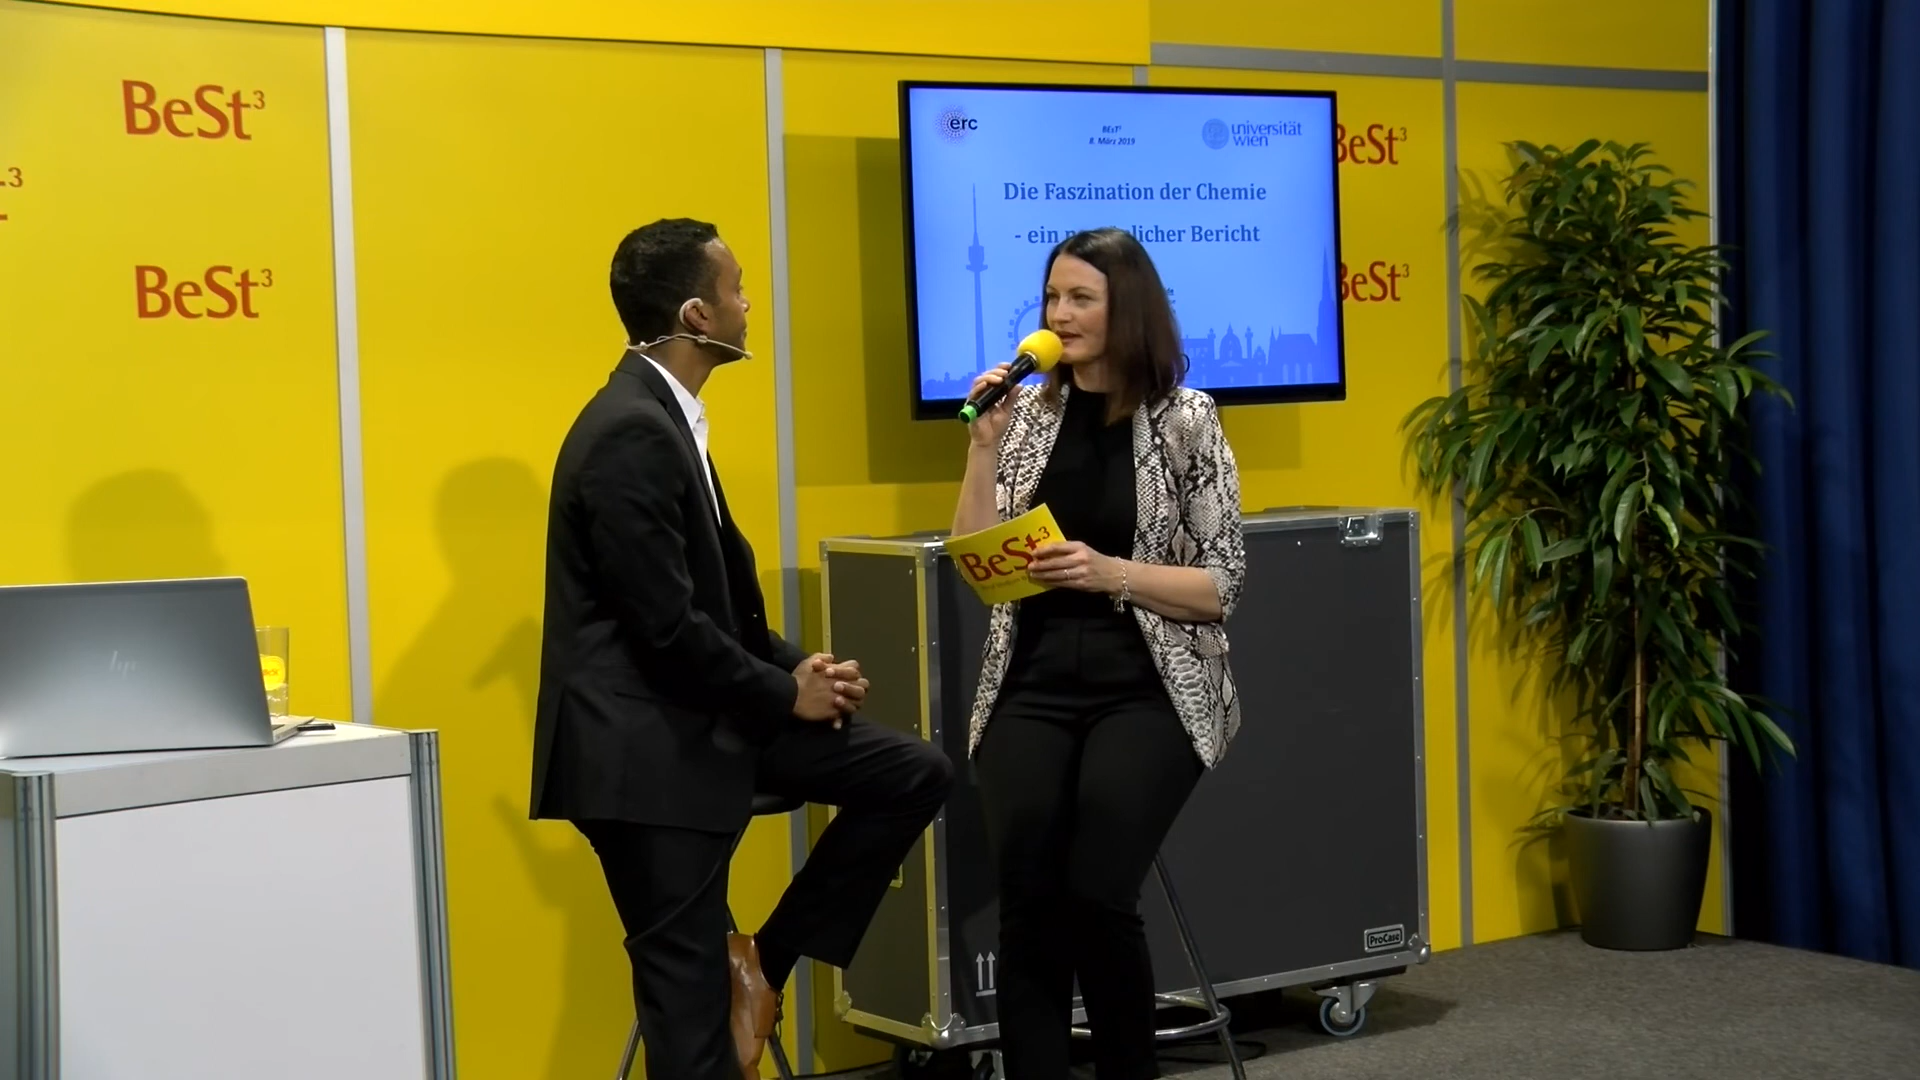 BeSt³
BeSt³
erc
BEST³
8. März 2019
universität
wien
Die Faszination der Chemie
- ein licher Bericht
BeSt³
BeSt³
BeSt³
hp
ProCase